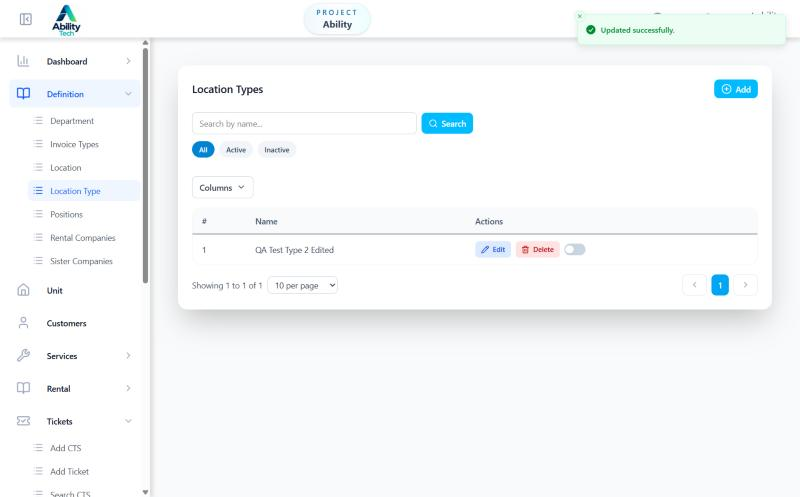 Ability
Tech
PROJECT
Ability
Updated successfully.
Dashboard
Definition
Department
Invoice Types
Location
Location Type
Positions
Rental Companies
Sister Companies
Unit
Customers
Services
Rental
Tickets
Add CTS
Add Ticket
Search CTS
Location Types
Add
Search by name...
Search
All
Active
Inactive
Columns
# Name Actions
1 QA Test Type 2 Edited Edit Delete
Showing 1 to 1 of 1 10 per page
1